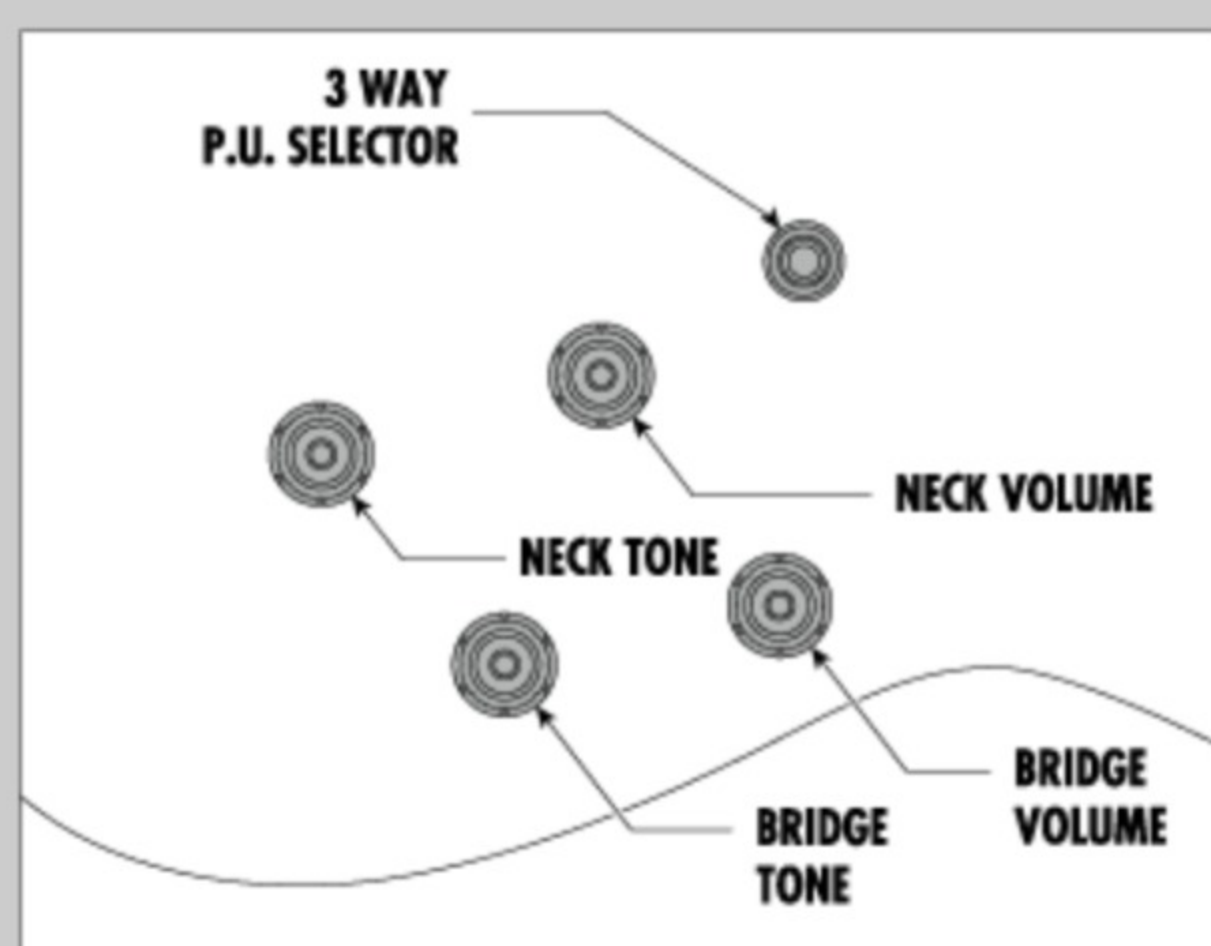 3 WAY
P.U. SELECTOR
NECK VOLUME
NECK TONE
BRIDGE
VOLUME
BRIDGE
TONE